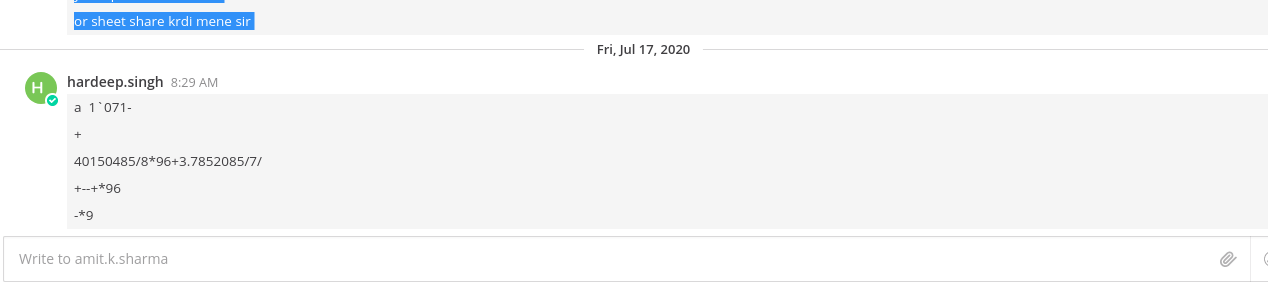 or sheet share krdi mene sir
Fri, Jul 17, 2020
H
hardeep.singh 8:29 AM
a 1`071-
+
40150485/8*96+3.7852085/7/
+--+*96
-*9
Write to amit.k.sharma